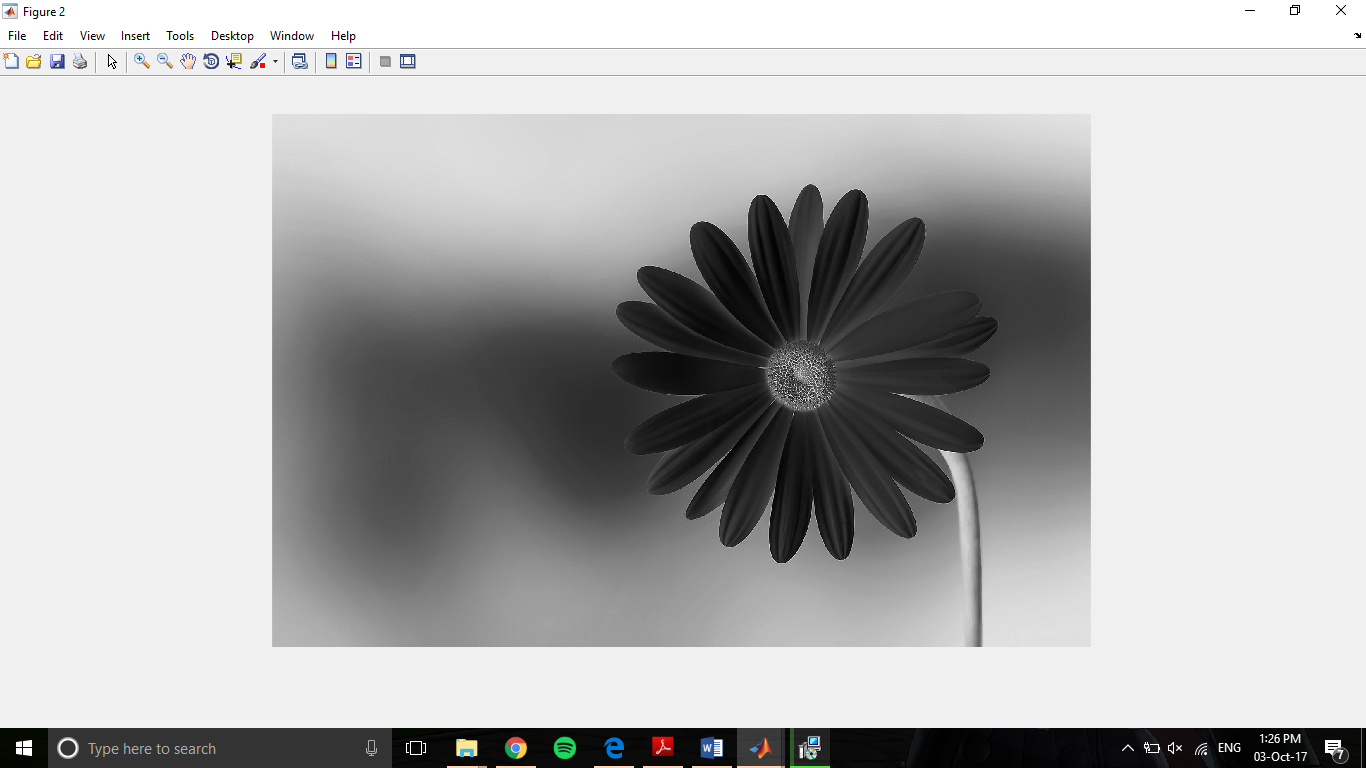 Figure 2
File Edit View Insert Tools Desktop Window Help
Type here to search
ENG
1:26 PM
03-Oct-17
7